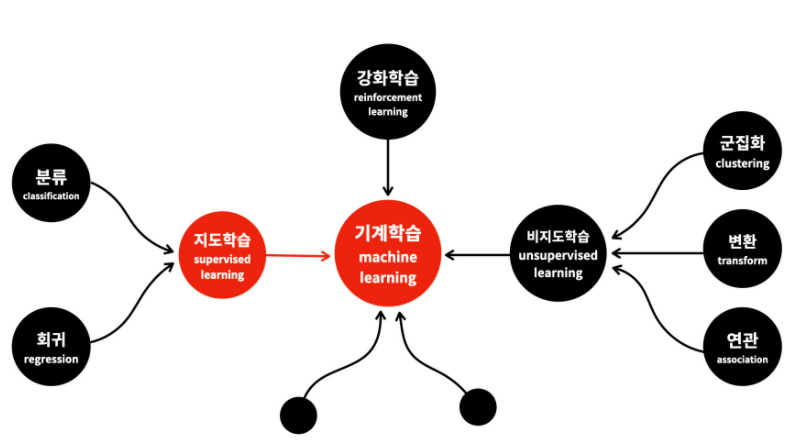 강화학습
reinforcement
learning
분류
classification
지도학습
supervised
learning
회귀
regression
기계학습
machine
learning
비지도학습
unsupervised
learning
군집화
clustering
변환
transform
연관
association